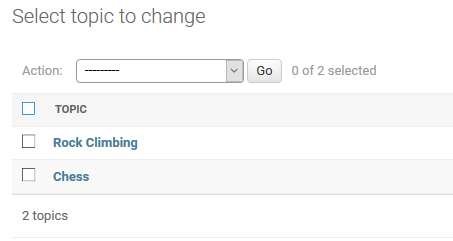 Select topic to change
Action: --------- Go 0 of 2 selected
TOPIC
Rock Climbing
Chess
2 topics